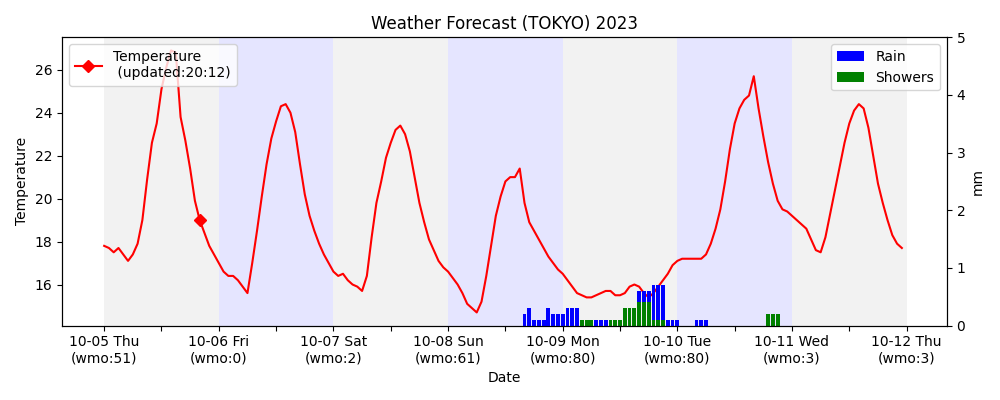 Weather Forecast (TOKYO) 2023
Temperature
(updated:20:12)
Rain
Showers
Temperature
26
24
22
20
18
16
5
4
3
2
1
0
mm
10-05 Thu
(wmo:51)
10-06 Fri
(wmo:0)
10-07 Sat
(wmo:2)
10-08 Sun
(wmo:61)
10-09 Mon
(wmo:80)
10-10 Tue
(wmo:80)
10-11 Wed
(wmo:3)
10-12 Thu
(wmo:3)
Date